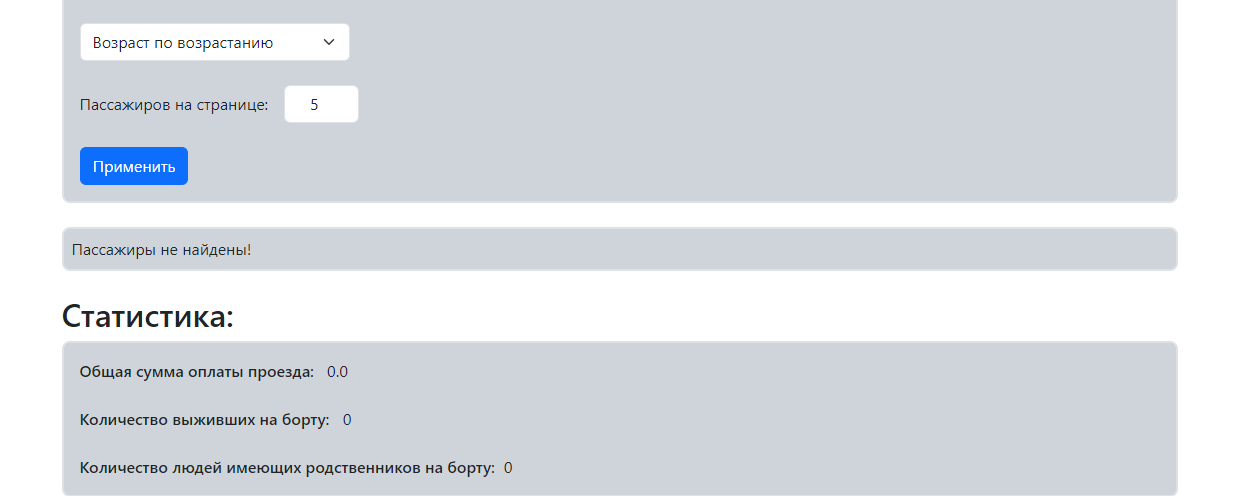 Возраст по возрастанию
Пассажиров на странице: 5
Применить
Пассажиры не найдены!
Статистика:
Общая сумма оплаты проезда: 0.0
Количество выживших на борту: 0
Количество людей имеющих родственников на борту: 0